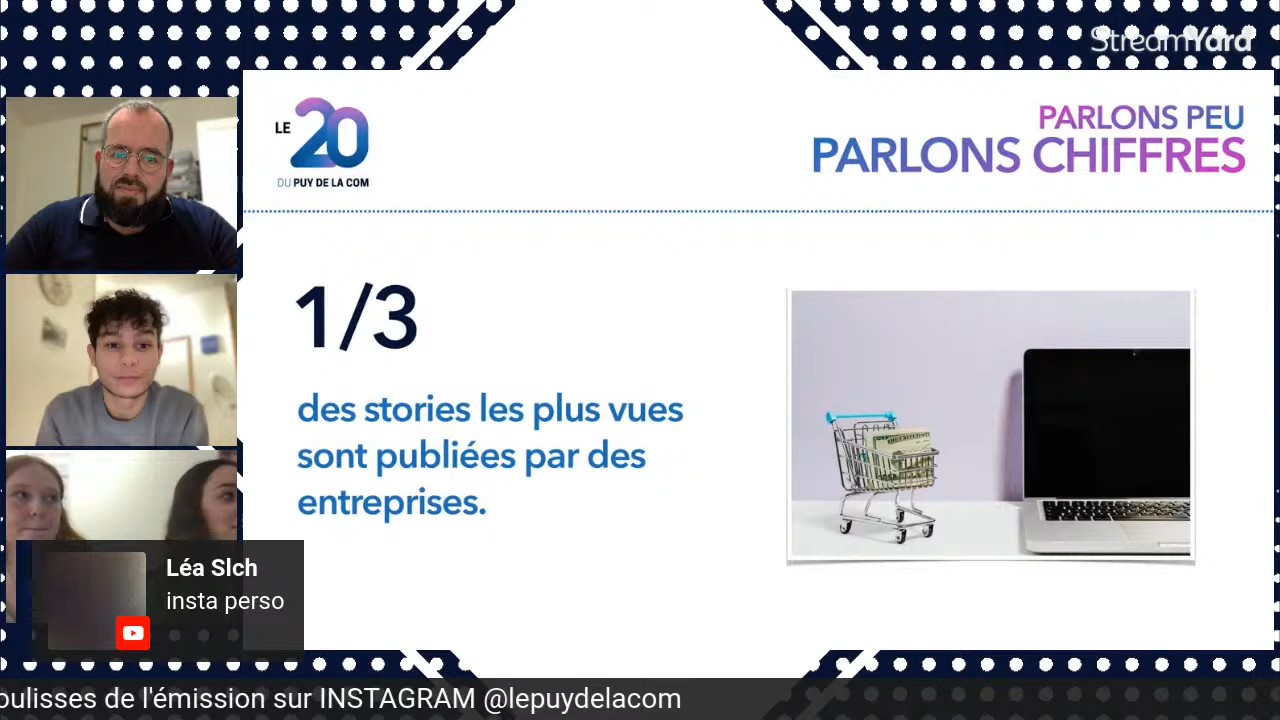 StreamYard
LE 20
DU PUY DE LA COM
PARLONS PEU
PARLONS CHIFFRES
1/3
des stories les plus vues
sont publiées par des
entreprises.
Léa Slch
insta perso
oulisses de l'émission sur INSTAGRAM @lepuydelacom